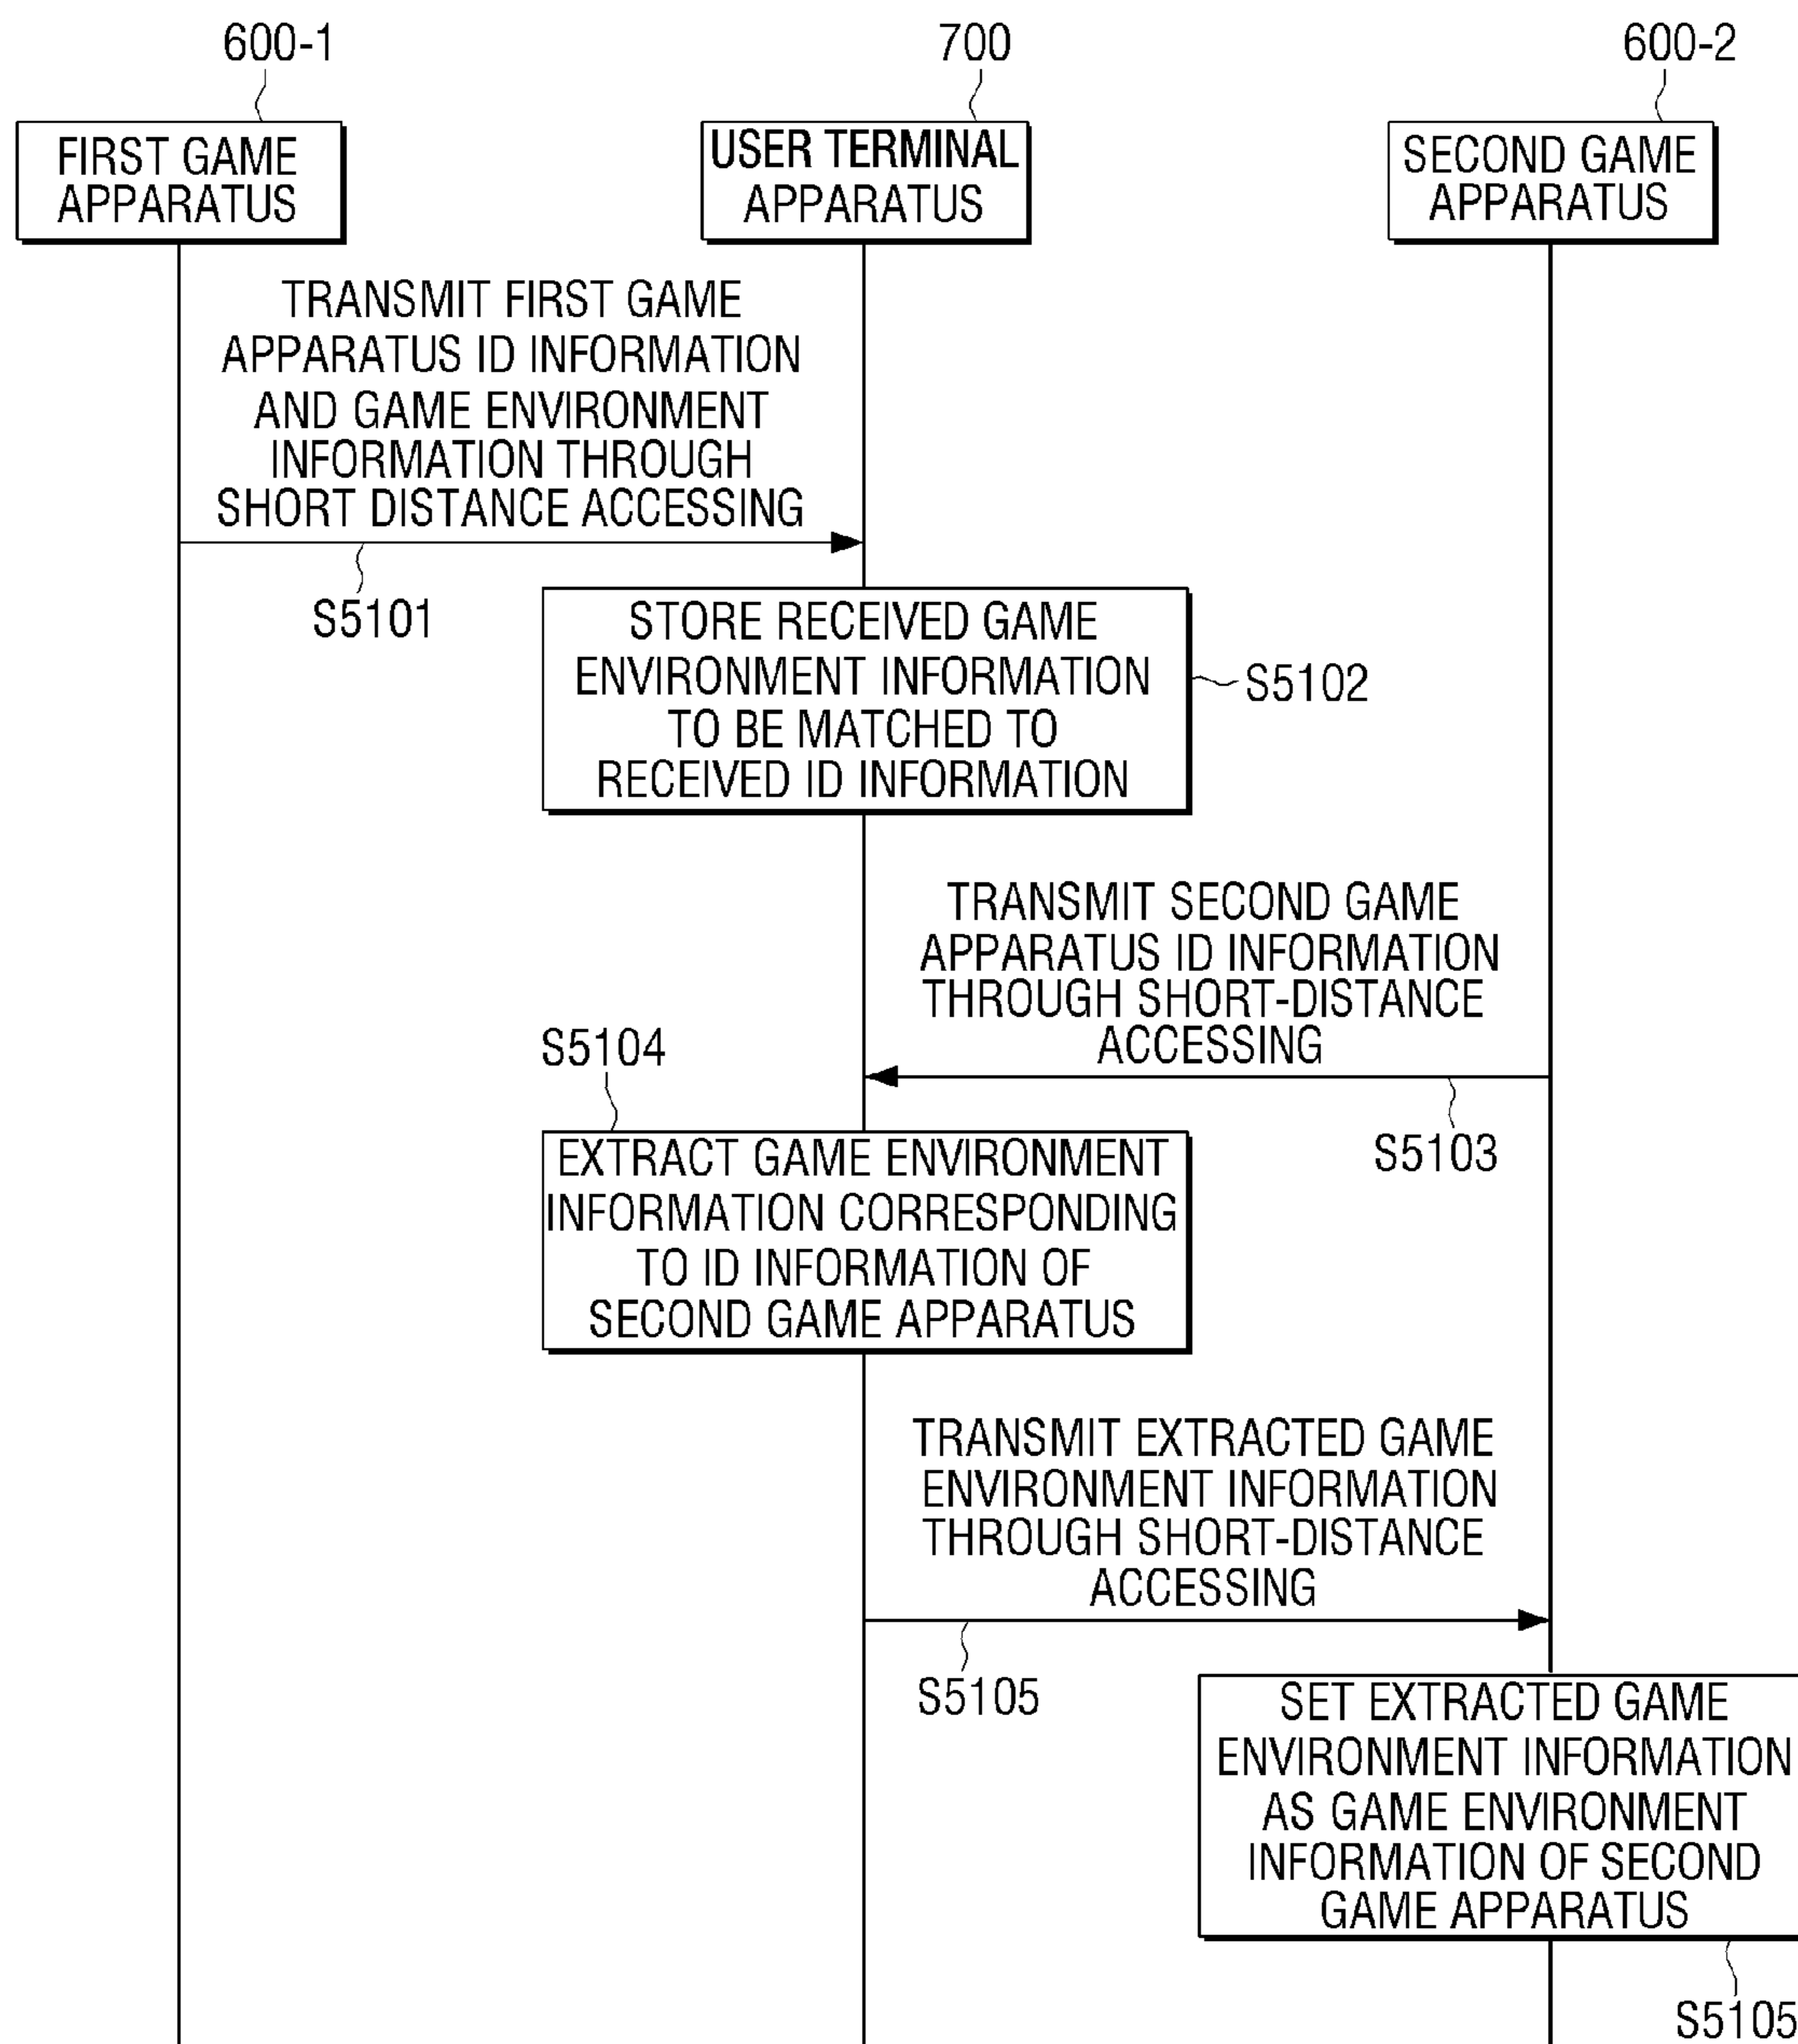 600-1
700
600-2
FIRST GAME
APPARATUS
USER TERMINAL
APPARATUS
SECOND GAME
APPARATUS
TRANSMIT FIRST GAME
APPARATUS ID INFORMATION
AND GAME ENVIRONMENT
INFORMATION THROUGH
SHORT DISTANCE ACCESSING
S5101
STORE RECEIVED GAME
ENVIRONMENT INFORMATION
TO BE MATCHED TO
RECEIVED ID INFORMATION
S5102
TRANSMIT SECOND GAME
APPARATUS ID INFORMATION
THROUGH SHORT-DISTANCE
ACCESSING
S5103
S5104
EXTRACT GAME ENVIRONMENT
INFORMATION CORRESPONDING
TO ID INFORMATION OF
SECOND GAME APPARATUS
TRANSMIT EXTRACTED GAME
ENVIRONMENT INFORMATION
THROUGH SHORT-DISTANCE
ACCESSING
S5105
SET EXTRACTED GAME
ENVIRONMENT INFORMATION
AS GAME ENVIRONMENT
INFORMATION OF SECOND
GAME APPARATUS
S5105